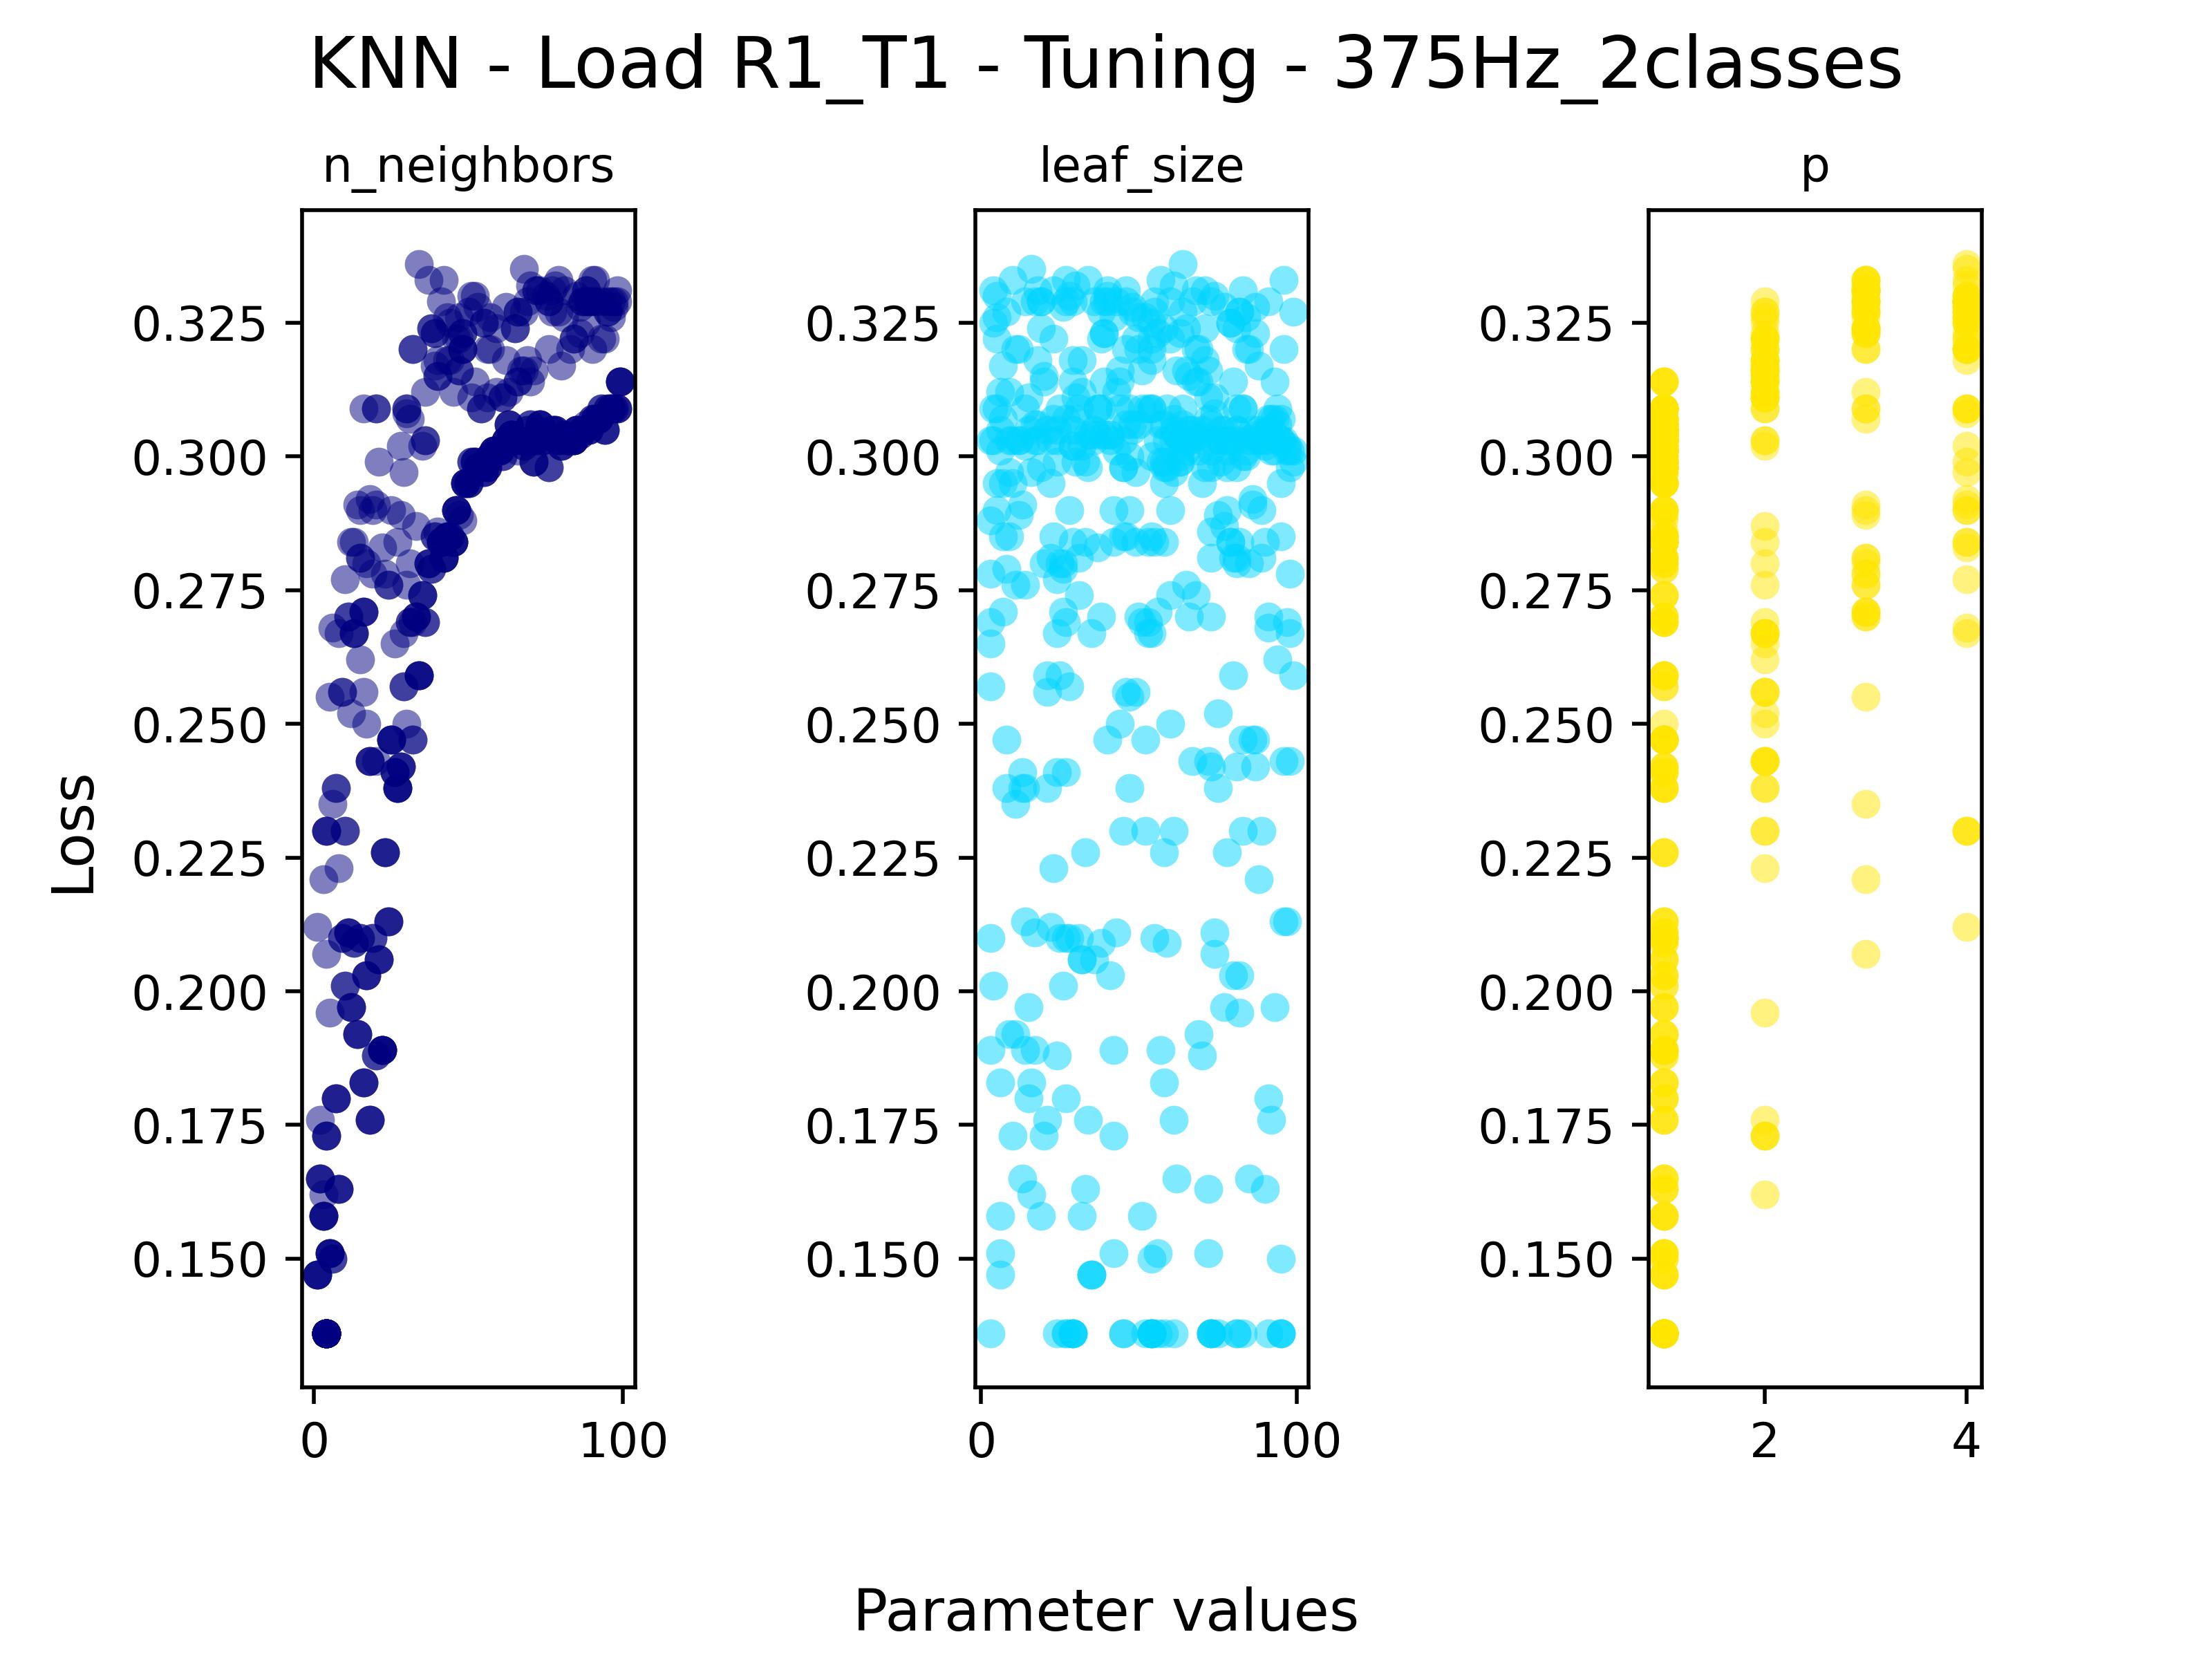 KNN - Load R1_T1 - Tuning - 375Hz_2classes
n_neighbors leaf_size p
0.325 0.325 0.325
0.300 0.300 0.300
0.275 0.275 0.275
0.250 0.250 0.250
0.225 0.225 0.225
0.200 0.200 0.200
0.175 0.175 0.175
0.150 0.150 0.150
Loss
0 100 0 100 2 4
Parameter values